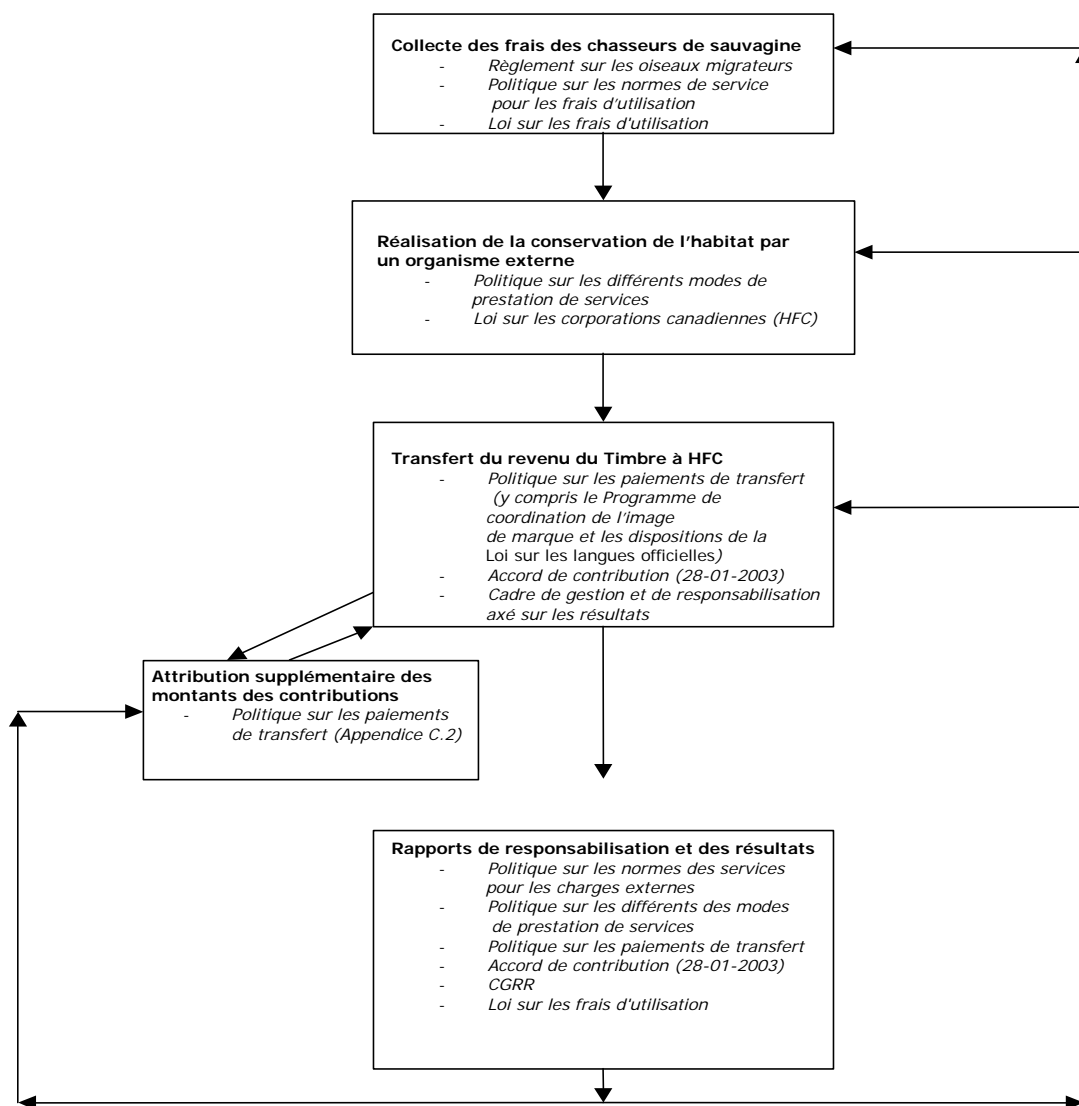 Collecte des frais des chasseurs de sauvagine
- Règlement sur les oiseaux migrateurs
- Politique sur les normes de service
pour les frais d'utilisation
- Loi sur les frais d'utilisation
Réalisation de la conservation de l'habitat par
un organisme externe
- Politique sur les différents modes de
prestation de services
- Loi sur les corporations canadiennes (HFC)
Transfert du revenu du Timbre à HFC
- Politique sur les paiements de transfert
(y compris le Programme de
coordination de l'image
de marque et les dispositions de la
Loi sur les langues officielles)
- Accord de contribution (28-01-2003)
- Cadre de gestion et de responsabilisation
axé sur les résultats
Attribution supplémentaire des
montants des contributions
- Politique sur les paiements
de transfert (Appendice C.2)
Rapports de responsabilisation et des résultats
- Politique sur les normes des services
pour les charges externes
- Politique sur les différents des modes
de prestation de services
- Politique sur les paiements de transfert
- Accord de contribution (28-01-2003)
- CGRR
- Loi sur les frais d'utilisation